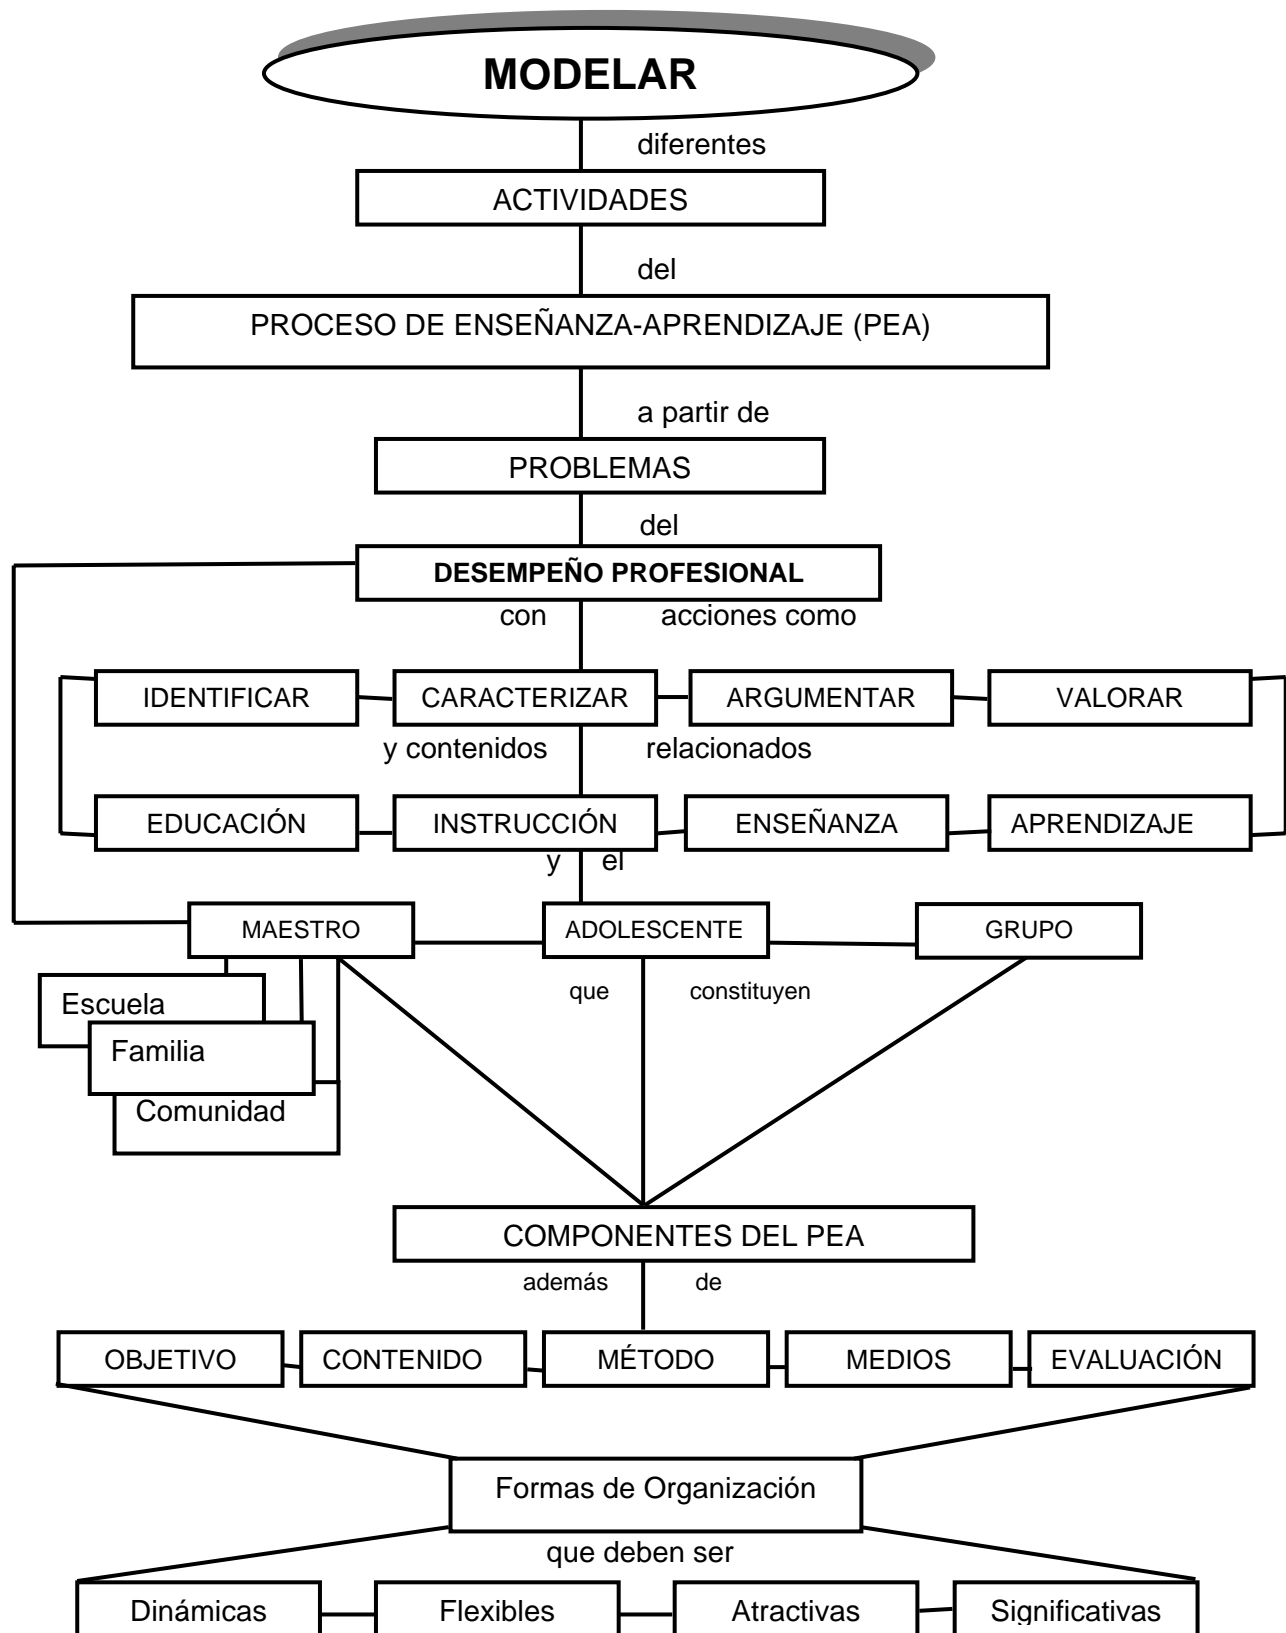 MODELAR
diferentes
ACTIVIDADES
del
PROCESO DE ENSEÑANZA-APRENDIZAJE (PEA)
a partir de
PROBLEMAS
del
DESEMPEÑO PROFESIONAL
con acciones como
IDENTIFICAR CARACTERIZAR ARGUMENTAR VALORAR
y contenidos relacionados
EDUCACIÓN INSTRUCCIÓN ENSEÑANZA APRENDIZAJE
y el
MAESTRO ADOLESCENTE GRUPO
que constituyen
Escuela
Familia
Comunidad
COMPONENTES DEL PEA
además de
OBJETIVO CONTENIDO MÉTODO MEDIOS EVALUACIÓN
Formas de Organización
que deben ser
Dinámicas Flexibles Atractivas Significativas